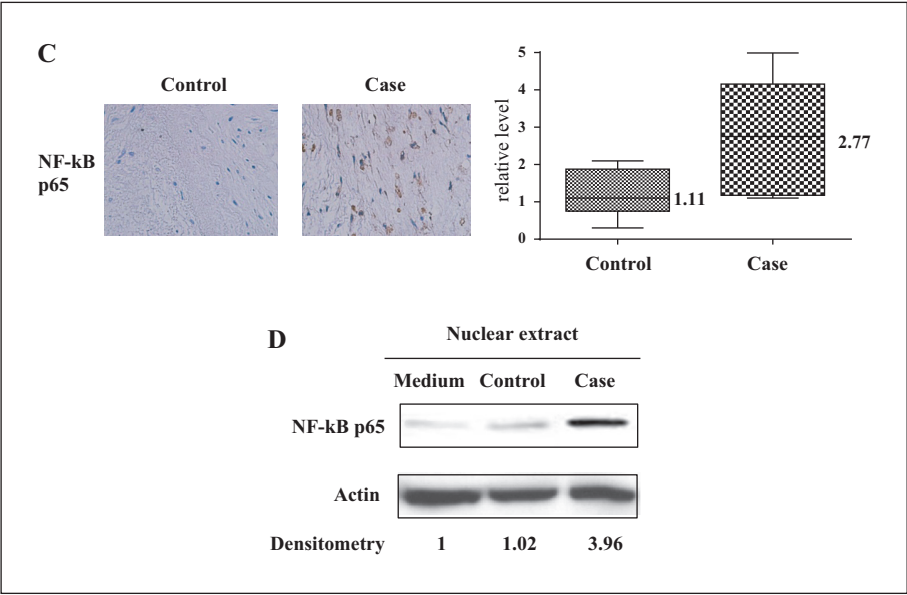 C
Control Case
NF-kB
p65
relative level
5
4
3
2
1
0
1.11
2.77
Control Case
D
Nuclear extract
Medium Control Case
NF-kB p65
Actin
Densitometry 1 1.02 3.96